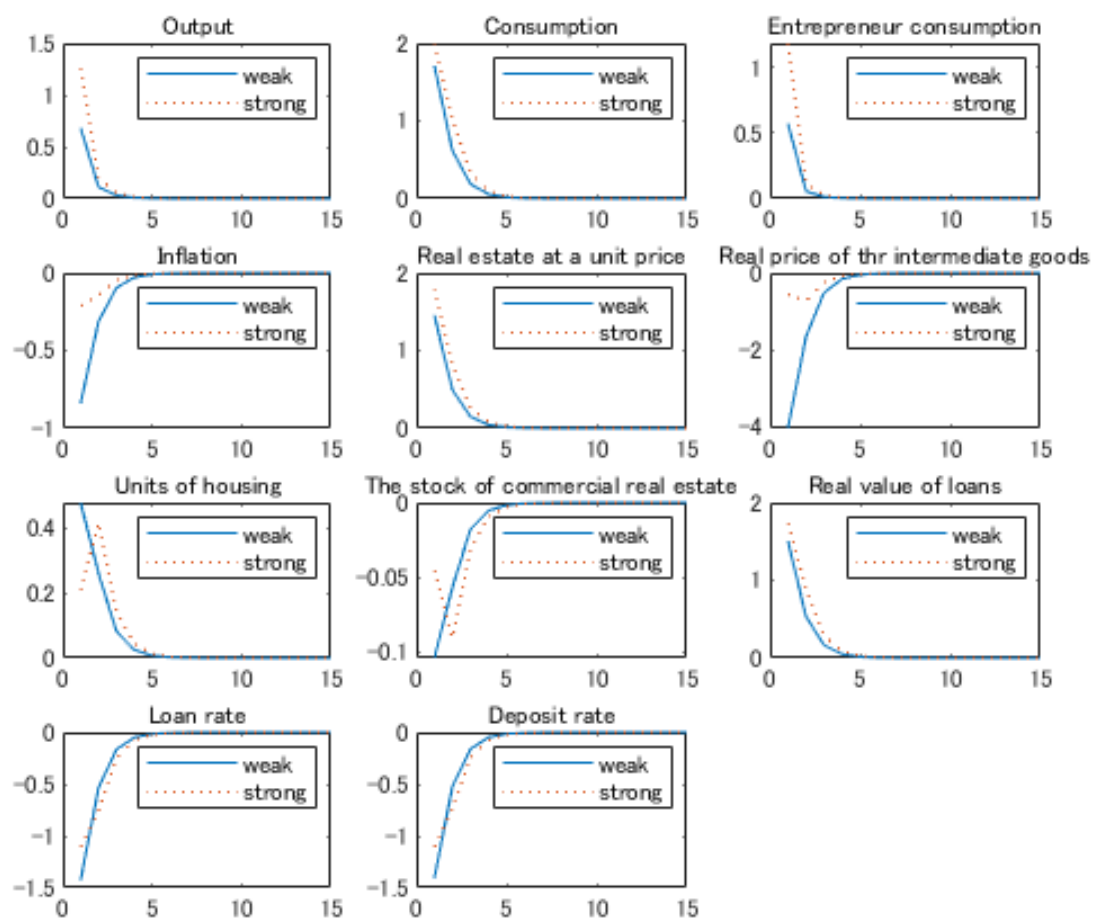 Output
1.5
1
0.5
0
0 5 10 15
weak
strong
Consumption
2
1
0
0 5 10 15
weak
strong
Entrepreneur consumption
1
0.5
0
0 5 10 15
weak
strong
Inflation
0
-0.5
-1
0 5 10 15
weak
strong
Real estate at a unit price
2
1
0
0 5 10 15
weak
strong
Real price of thr intermediate goods
0
-2
-4
0 5 10 15
weak
strong
Units of housing
0.4
0.2
0
0 5 10 15
weak
strong
The stock of commercial real estate
0
-0.05
-0.1
0 5 10 15
weak
strong
Real value of loans
2
1
0
0 5 10 15
weak
strong
Loan rate
0
-0.5
-1
-1.5
0 5 10 15
weak
strong
Deposit rate
0
-0.5
-1
-1.5
0 5 10 15
weak
strong